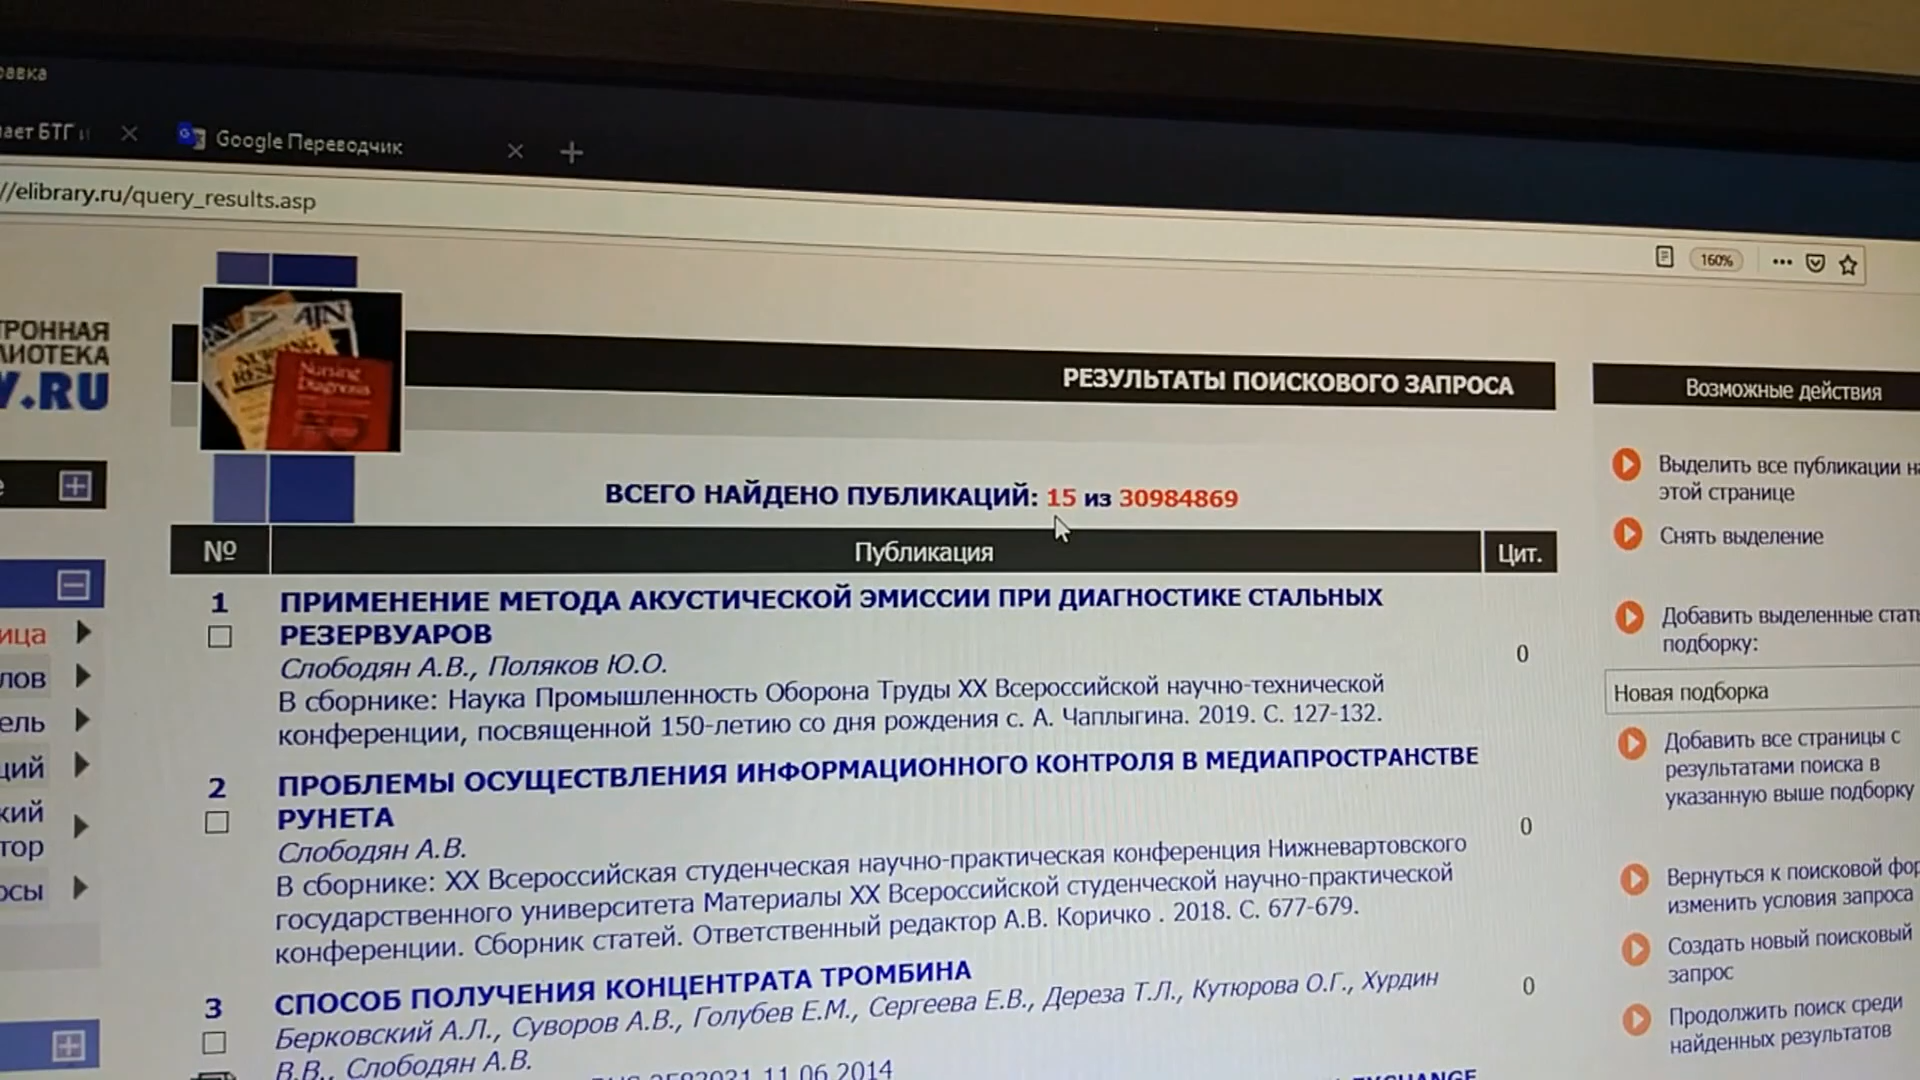 Google Переводчик
//elibrary.ru/query_results.asp
160%
AJN
Nursing
Diagnosis
РЕЗУЛЬТАТЫ ПОИСКОВОГО ЗАПРОСА
ВСЕГО НАЙДЕНО ПУБЛИКАЦИЙ: 15 из 30984869
№ Публикация Цит.
1 ПРИМЕНЕНИЕ МЕТОДА АКУСТИЧЕСКОЙ ЭМИССИИ ПРИ ДИАГНОСТИКЕ СТАЛЬНЫХ
РЕЗЕРВУАРОВ
Слободян А.В., Поляков Ю.О.
0
В сборнике: Наука Промышленность Оборона Труды XX Всероссийской научно-технической
конференции, посвященной 150-летию со дня рождения с. А. Чаплыгина. 2019. С. 127-132.
2 ПРОБЛЕМЫ ОСУЩЕСТВЛЕНИЯ ИНФОРМАЦИОННОГО КОНТРОЛЯ В МЕДИАПРОСТРАНСТВЕ
РУНЕТА
0
Слободян А.В.
В сборнике: XX Всероссийская студенческая научно-практическая конференция Нижневартовского
государственного университета Материалы XX Всероссийской студенческой научно-практической
конференции. Сборник статей. Ответственный редактор А.В. Коричко . 2018. С. 677-679.
3 СПОСОБ ПОЛУЧЕНИЯ КОНЦЕНТРАТА ТРОМБИНА
0
Берковский А.Л., Суворов А.В., Голубев Е.М., Сергеева Е.В., Дереза Т.Л., Кутюрова О.Г., Хурдин
В.В., Слободян А.В.
11.06.2014
Возможные действия
Выделить все публикации
этой странице
Снять выделение
Добавить выделенные
подборку:
Новая подборка
Добавить все страницы с
результатами поиска в
указанную выше подборку
Вернуться к поисковой
изменить условия запроса
Создать новый поисковый
запрос
Продолжить поиск среди
найденных результатов